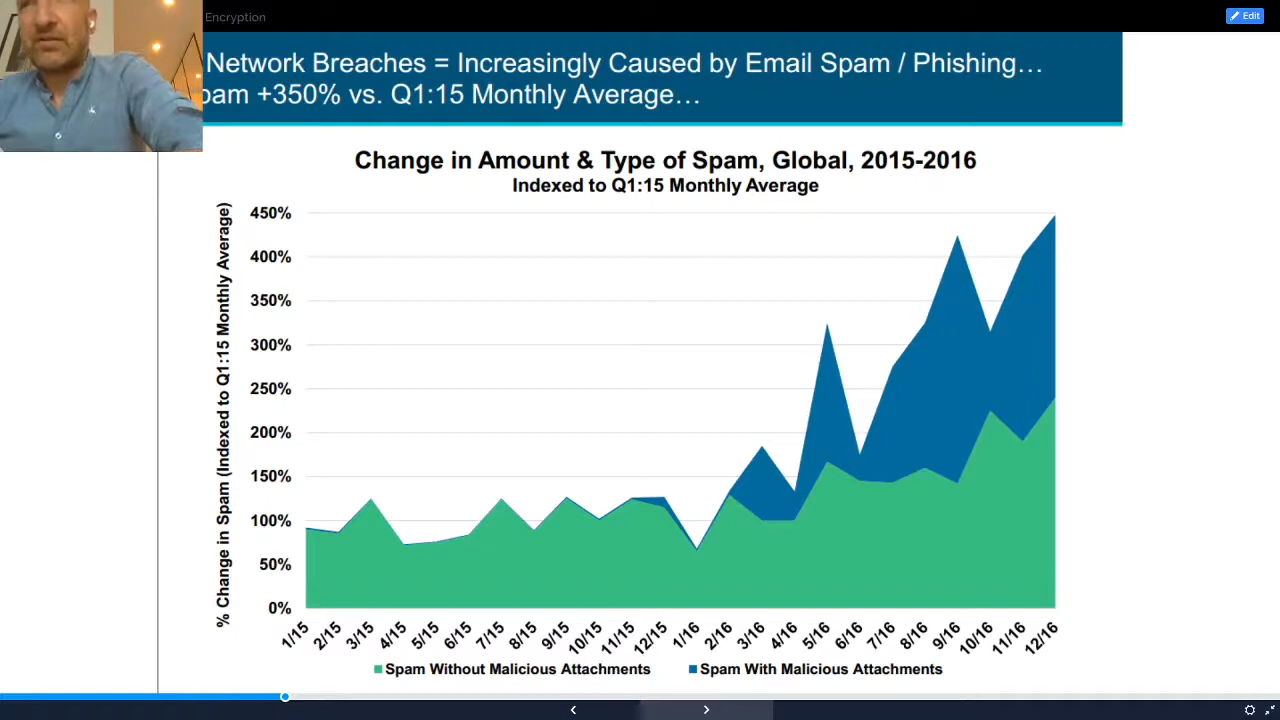 Encryption
Edit
Network Breaches = Increasingly Caused by Email Spam / Phishing…
+350% vs. Q1:15 Monthly Average…
Change in Amount & Type of Spam, Global, 2015-2016
Indexed to Q1:15 Monthly Average
% Change in Spam (Indexed to Q1:15 Monthly Average)
450%
400%
350%
300%
250%
200%
150%
100%
50%
0%
1/15 2/15 3/15 4/15 5/15 6/15 7/15 8/15 9/15 10/15 11/15 12/15 1/16 2/16 3/16 4/16 5/16 6/16 7/16 8/16 9/16 10/16 11/16 12/16
Spam Without Malicious Attachments Spam With Malicious Attachments